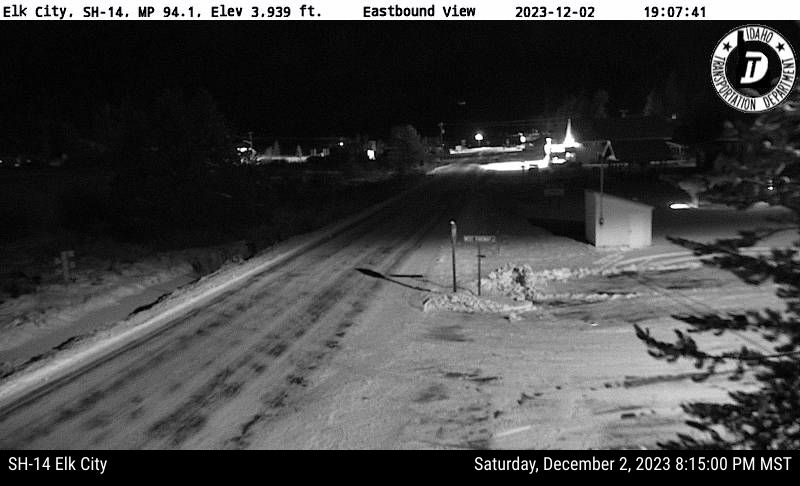 Elk City, SH-14, MP 94.1, Elev 3,939 ft. Eastbound View 2023-12-02 19:07:41
IDAHO
TRANSPORTATION DEPARTMENT
SH-14 Elk City Saturday, December 2, 2023 8:15:00 PM MST